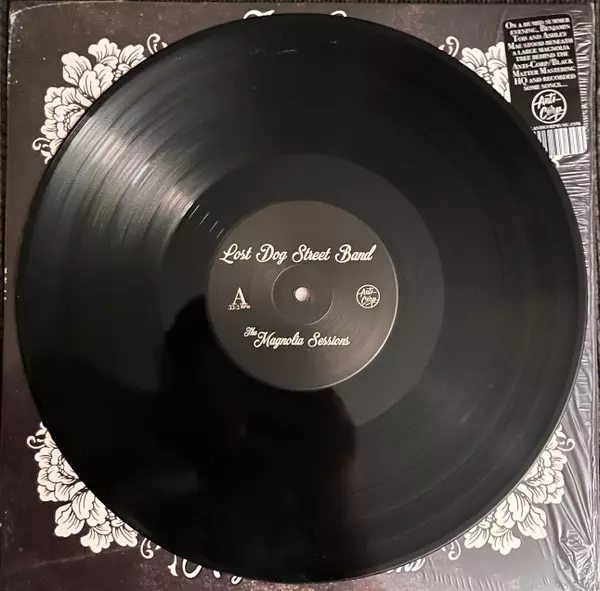 On a humid summer
evening, Benjamin
Tod and Ashley
Mae stood beneath
a large magnolia
tree behind the
Anti-Corp/Black
Matter Mastering
HQ and recorded
some songs...
Anti-
Corp
Lost Dog Street Band
A
33⅓ RPM
Anti-
Corp
The
Magnolia Sessions